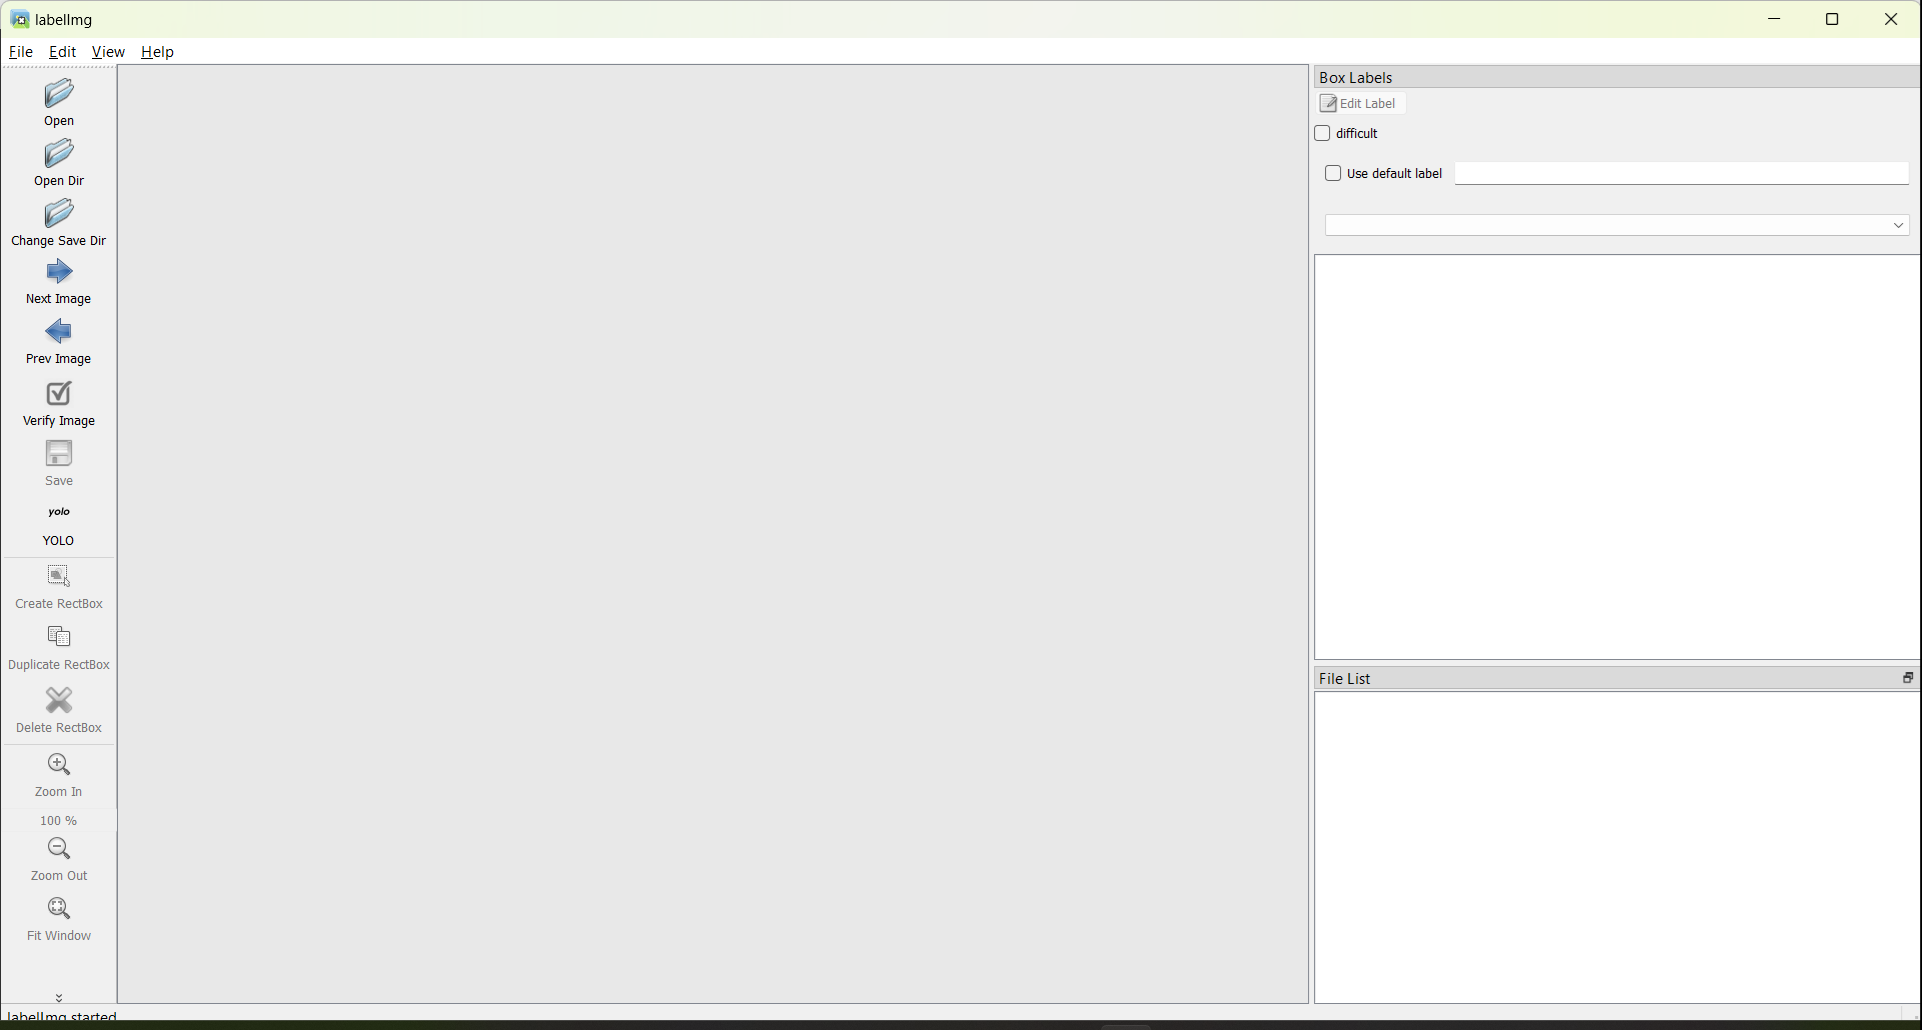 labelImg
File Edit View Help
Open
Open Dir
Change Save Dir
Next Image
Prev Image
Verify Image
Save
yolo
YOLO
Create RectBox
Duplicate RectBox
Delete RectBox
Zoom In
100 %
Zoom Out
Fit Window
Box Labels
Edit Label
difficult
Use default label
File List
labelImg started